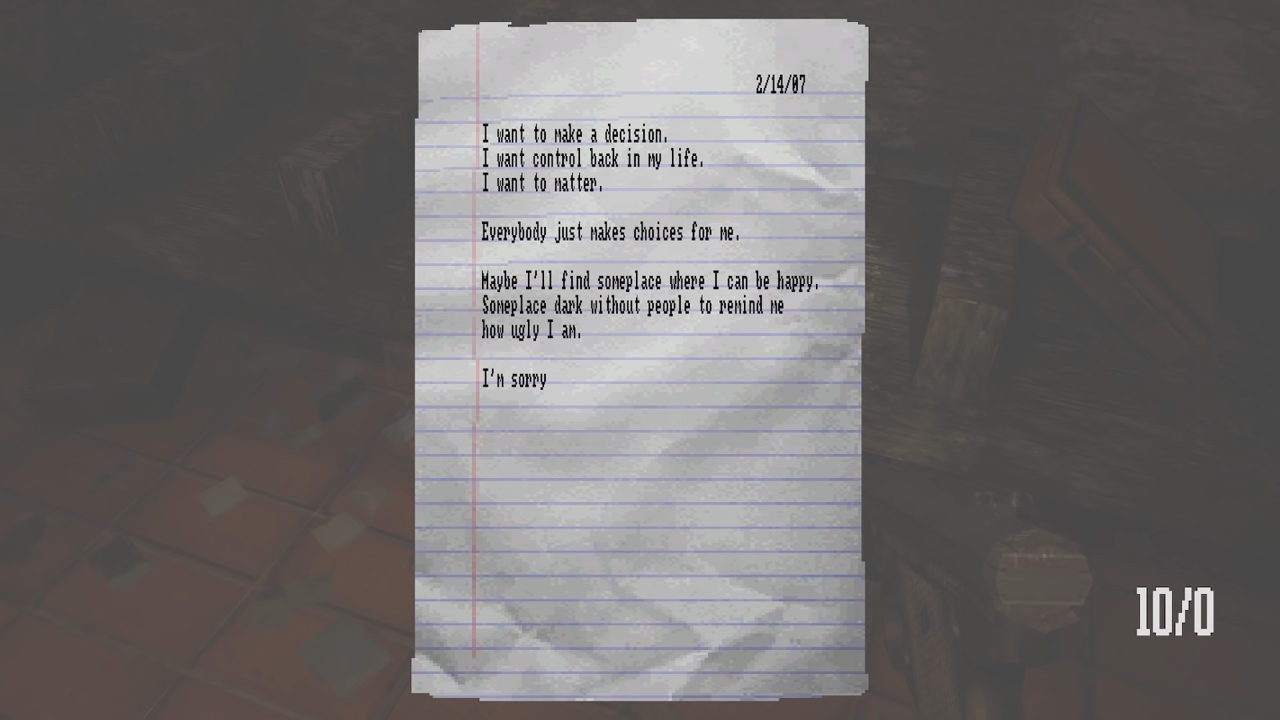 2/14/07
I want to make a decision.
I want control back in my life.
I want to matter.
Everybody just makes choices for me.
Maybe I'll find someplace where I can be happy.
Someplace dark without people to remind me
how ugly I am.
I'm sorry
10/0